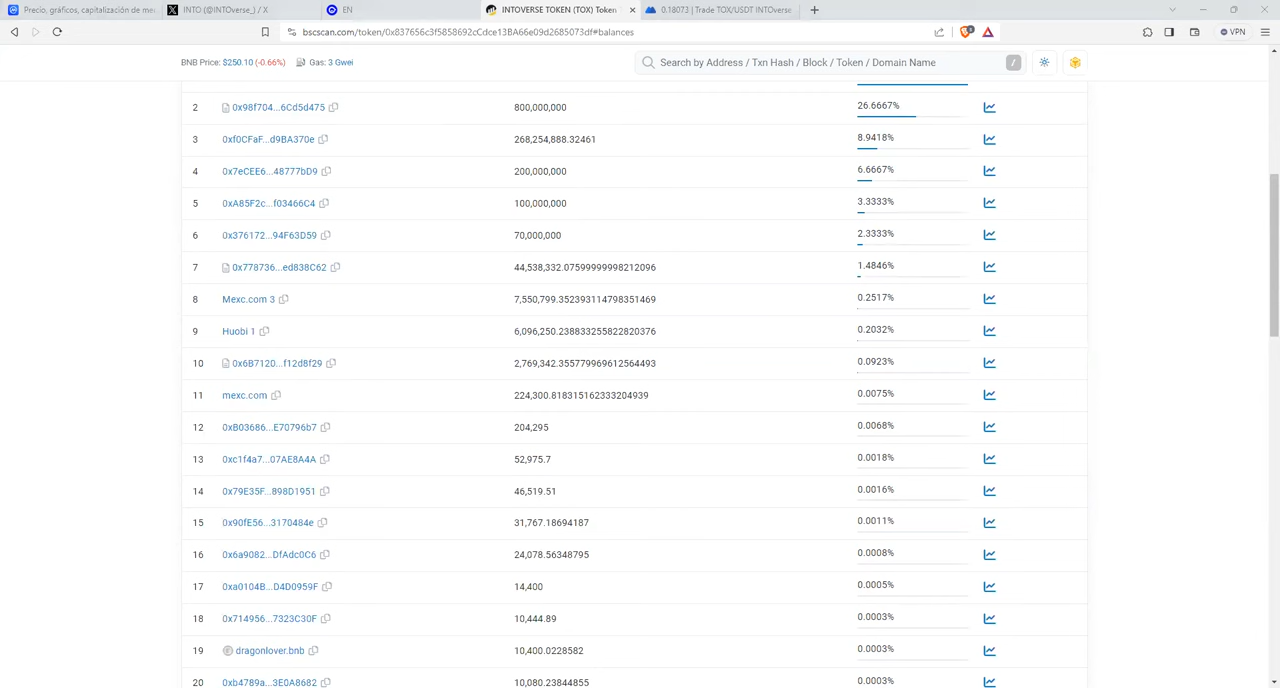 Precio, gráficos, capitalización de mer
INTO (@INTOverse_) / X
EN
INTOVERSE TOKEN (TOX) Token
0.18073 | Trade TOX/USDT INTOverse
bscscan.com/token/0x837656c3f5858692cCdce13BA66e09d2685073df#balances
VPN
BNB Price: $250.10 (-0.66%) Gas: 3 Gwei
Search by Address / Txn Hash / Block / Token / Domain Name /
2 0x98f704...6Cd5d475 800,000,000 26.6667%
3 0xf0CFaF...d9BA370e 268,254,888.32461 8.9418%
4 0x7eCEE6...48777bD9 200,000,000 6.6667%
5 0xA85F2c...f03466C4 100,000,000 3.3333%
6 0x376172...94F63D59 70,000,000 2.3333%
7 0x778736...ed838C62 44,538,332.07599999998212096 1.4846%
8 Mexc.com 3 7,550,799.352393114798351469 0.2517%
9 Huobi 1 6,096,250.238833255822820376 0.2032%
10 0x6B7120...f12d8f29 2,769,342.355779969612564493 0.0923%
11 mexc.com 224,300.818315162333204939 0.0075%
12 0xB03686...E70796b7 204,295 0.0068%
13 0xc1f4a7...07AE8A4A 52,975.7 0.0018%
14 0x79E35F...898D1951 46,519.51 0.0016%
15 0x90fE56...3170484e 31,767.18694187 0.0011%
16 0x6a9082...DfAdc0C6 24,078.56348795 0.0008%
17 0xa0104B...D4D0959F 14,400 0.0005%
18 0x714956...7323C30F 10,444.89 0.0003%
19 dragonlover.bnb 10,400.0228582 0.0003%
20 0xb4789a...3E0A8682 10,080.23844855 0.0003%